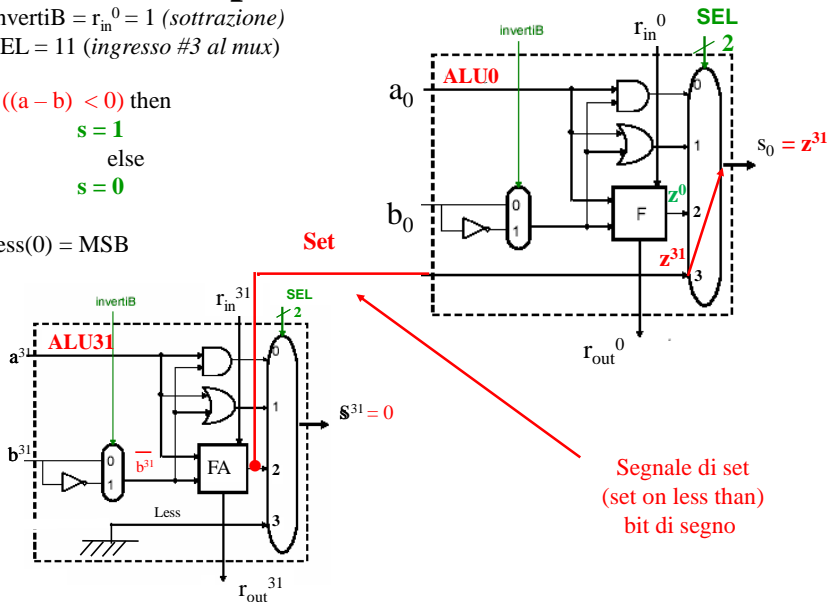 nvertiB = r_in^0 = 1 (sottrazione)
EL = 11 (ingresso #3 al mux)
((a – b) < 0) then
s = 1
else
s = 0
ess(0) = MSB
Set
invertiB
r_in^0
SEL
2
ALU0
a_0
b_0
0
1
F
z^0
z^31
0
1
2
3
s_0 = z^31
r_out^0
invertiB
r_in^31
SEL
2
ALU31
a^31
b^31
0
1
b^31
FA
Less
0
1
2
3
s^31 = 0
r_out^31
Segnale di set
(set on less than)
bit di segno